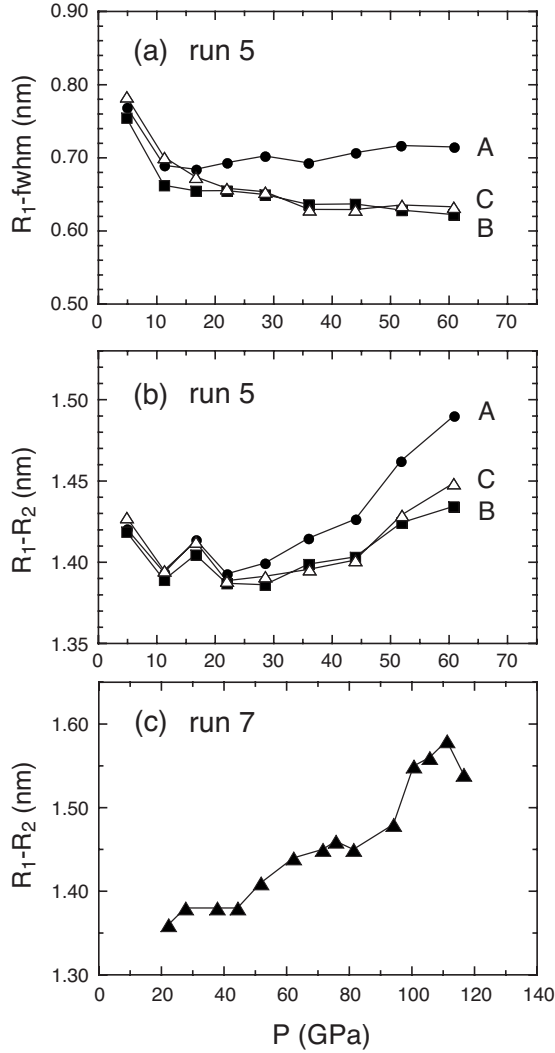 0.90
(a) run 5
0.80
A
0.70
C
0.60
B
0.50
R₁-fwhm (nm)
0 10 20 30 40 50 60 70
(b) run 5
1.50
A
1.45
C
B
1.40
1.35
R₁-R₂ (nm)
0 10 20 30 40 50 60 70
(c) run 7
1.60
1.50
1.40
1.30
R₁-R₂ (nm)
0 20 40 60 80 100 120 140
P (GPa)